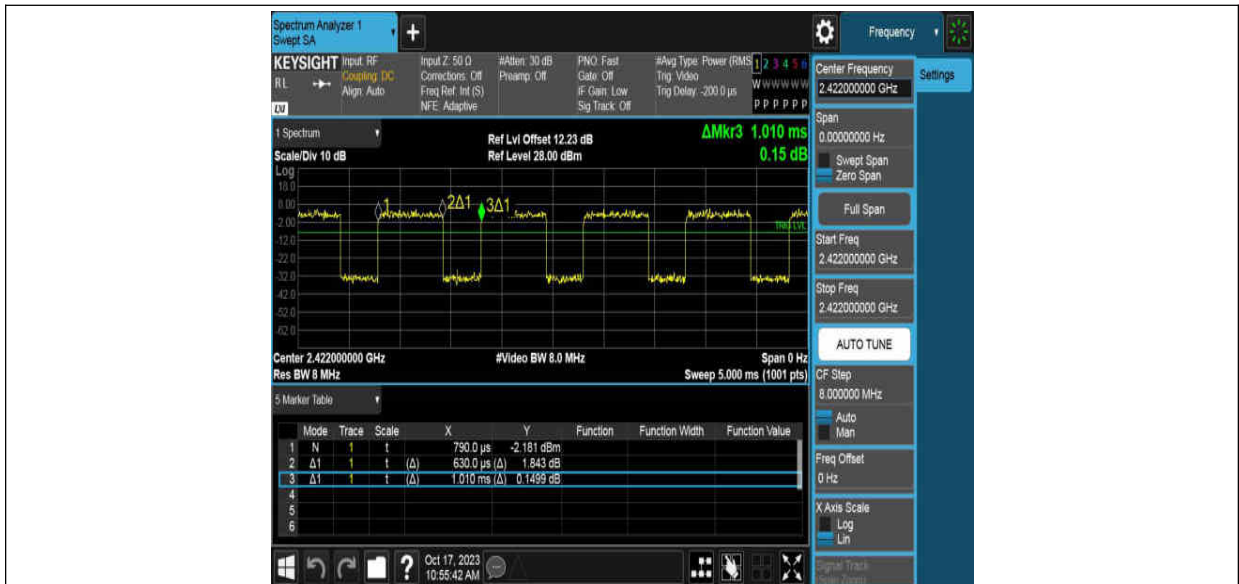 Spectrum Analyzer 1
Swept SA
+
Frequency
KEYSIGHT
RL
LXI
Input: RF
Coupling: DC
Align: Auto
Input Z: 50 Ω
Corrections: Off
Freq Ref: Int (S)
NFE: Adaptive
#Atten: 30 dB
Preamp: Off
PNO: Fast
Gate: Off
IF Gain: Low
Sig Track: Off
#Avg Type: Power (RMS
Trig: Video
Trig Delay: -200.0 µs
1 2 3 4 5 6
W W W W W W
P P P P P P
Center Frequency
2.422000000 GHz
Settings
Span
0.00000000 Hz
Swept Span
Zero Span
Full Span
Start Freq
2.422000000 GHz
Stop Freq
2.422000000 GHz
AUTO TUNE
CF Step
8.000000 MHz
Auto
Man
Freq Offset
0 Hz
X Axis Scale
Log
Lin
Signal Track
(Span Zoom)
1 Spectrum
Scale/Div 10 dB
Ref Lvl Offset 12.23 dB
Ref Level 28.00 dBm
ΔMkr3 1.010 ms
0.15 dB
Log
18.0
8.00
-2.00
-12.0
-22.0
-32.0
-42.0
-52.0
-62.0
1
2Δ1
3Δ1
TRIG LVL
Center 2.422000000 GHz
Res BW 8 MHz
#Video BW 8.0 MHz
Span 0 Hz
Sweep 5.000 ms (1001 pts)
5 Marker Table
Mode Trace Scale X Y Function Function Width Function Value
1 N 1 t 790.0 µs -2.181 dBm
2 Δ1 1 t (Δ) 630.0 µs (Δ) 1.843 dB
3 Δ1 1 t (Δ) 1.010 ms (Δ) 0.1499 dB
4
5
6
?
Oct 17, 2023
10:55:42 AM